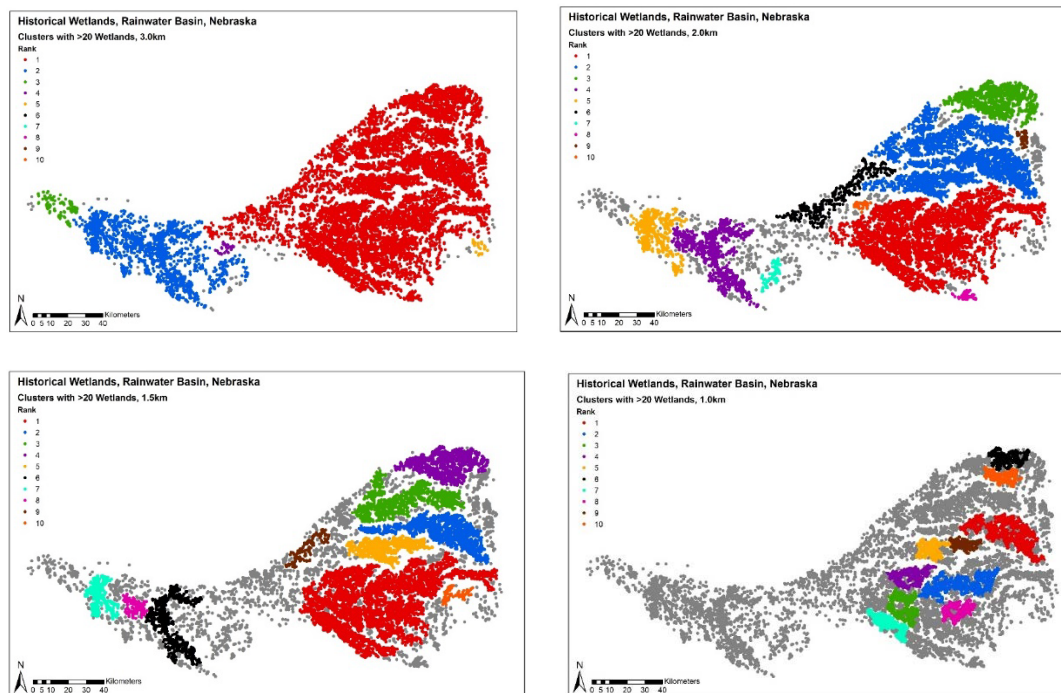 Historical Wetlands, Rainwater Basin, Nebraska
Clusters with >20 Wetlands, 3.0km
Rank
1
2
3
4
5
6
7
8
9
10
N
Kilometers
0 5 10 20 30 40
Historical Wetlands, Rainwater Basin, Nebraska
Clusters with >20 Wetlands, 2.0km
Rank
1
2
3
4
5
6
7
8
9
10
N
Kilometers
0 5 10 20 30 40
Historical Wetlands, Rainwater Basin, Nebraska
Clusters with >20 Wetlands, 1.5km
Rank
1
2
3
4
5
6
7
8
9
10
N
Kilometers
0 5 10 20 30 40
Historical Wetlands, Rainwater Basin, Nebraska
Clusters with >20 Wetlands, 1.0km
Rank
1
2
3
4
5
6
7
8
9
10
N
Kilometers
0 5 10 20 30 40